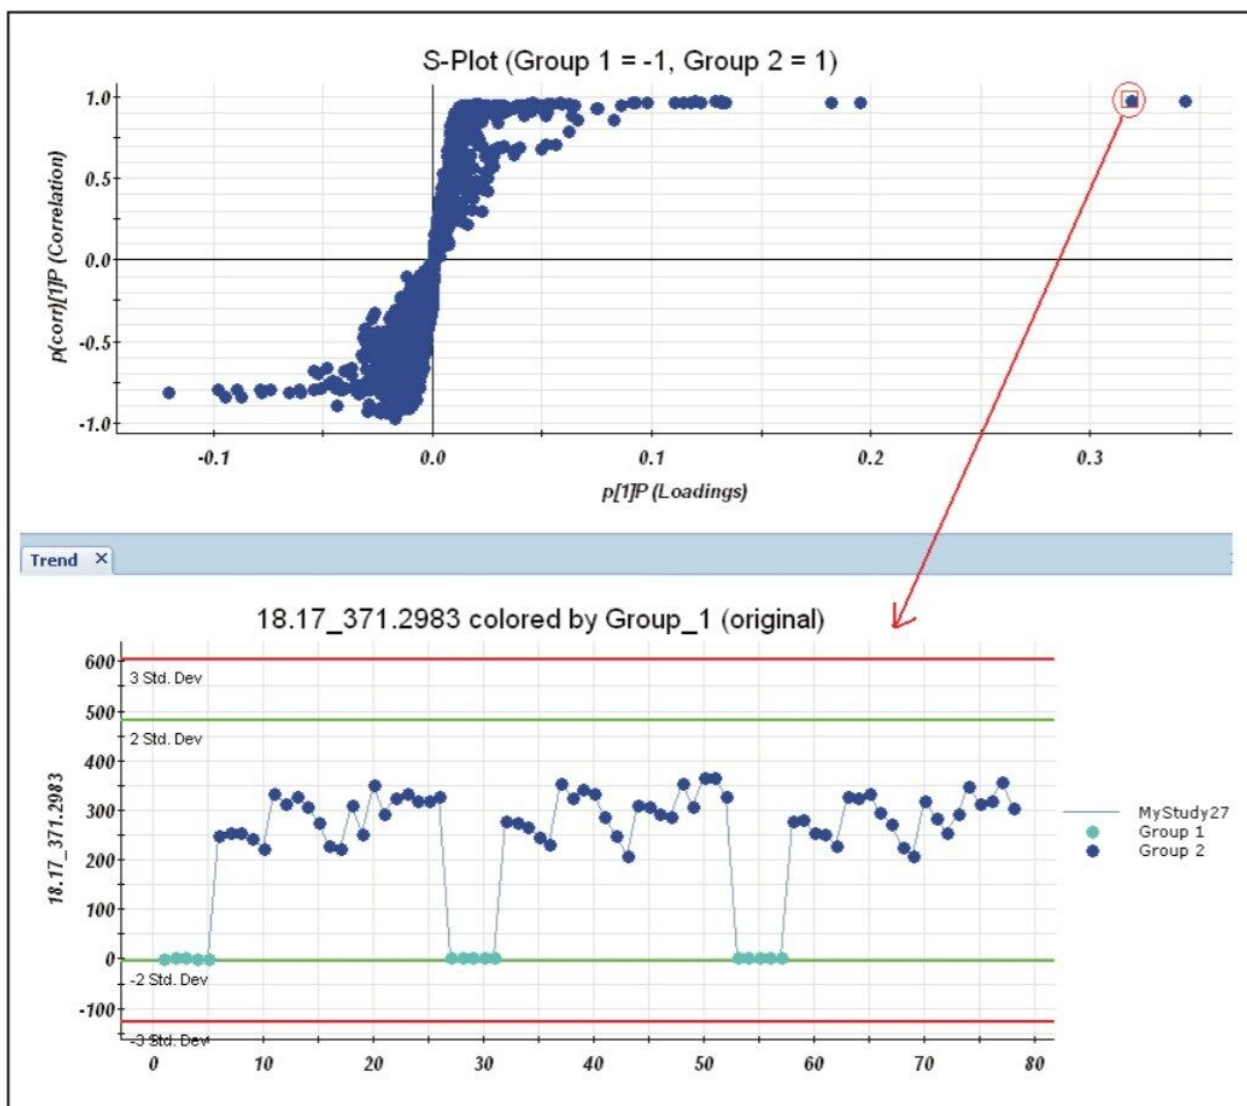 S-Plot (Group 1 = -1, Group 2 = 1)
p(corr)[1]P (Correlation)
1.0
0.5
0.0
-0.5
-1.0
-0.1
0.0
0.1
0.2
0.3
p[1]P (Loadings)
Trend X
18.17_371.2983 colored by Group_1 (original)
18.17_371.2983
600
500
400
300
200
100
0
-100
3 Std. Dev
2 Std. Dev
-2 Std. Dev
-3 Std. Dev
0 10 20 30 40 50 60 70 80
MyStudy27
Group 1
Group 2